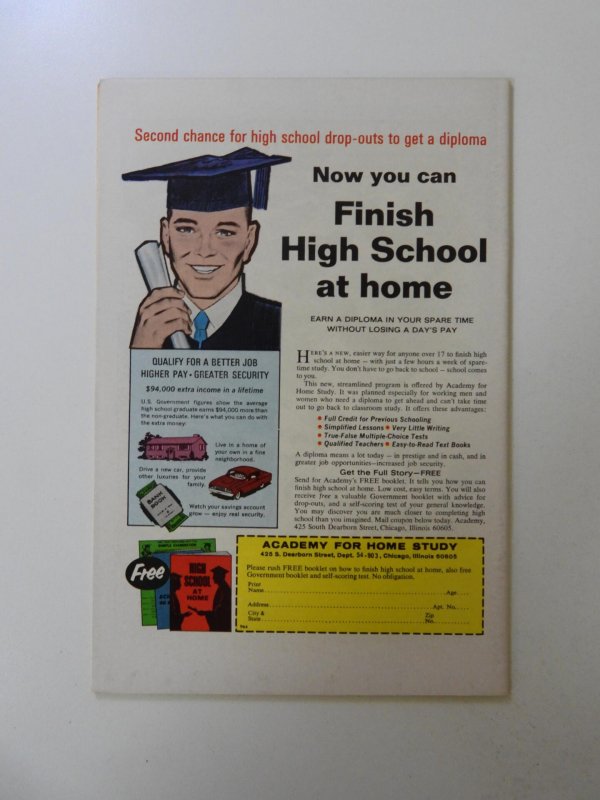 Second chance for high school drop-outs to get a diploma
Now you can
Finish
High School
at home
EARN A DIPLOMA IN YOUR SPARE TIME
WITHOUT LOSING A DAY'S PAY
QUALIFY FOR A BETTER JOB
HIGHER PAY • GREATER SECURITY
$94,000 extra income in a lifetime
U.S. Government figures show the average
high school graduate earns $94,000 more than
the non-graduate. Here's what you can do with
the extra money:
Live in a home of
your own in a fine
neighborhood.
Drive a new car, provide
other luxuries for your
family.
BANK
BOOK
Watch your savings account
grow — enjoy real security.
HERE'S A NEW, easier way for anyone over 17 to finish high
school at home — with just a few hours a week of spare-
time study. You don't have to go back to school — school comes
to you.
This new, streamlined program is offered by Academy for
Home Study. It was planned especially for working men and
women who need a diploma to get ahead and can't take time
out to go back to classroom study. It offers these advantages:
• Full Credit for Previous Schooling
• Simplified Lessons • Very Little Writing
• True-False Multiple-Choice Tests
• Qualified Teachers • Easy-to-Read Text Books
A diploma means a lot today — in prestige and in cash, and in
greater job opportunities—increased job security.
Get the Full Story—FREE
Send for Academy's FREE booklet. It tells you how you can
finish high school at home. Low cost, easy terms. You will also
receive free a valuable Government booklet with advice for
drop-outs, and a self-scoring test of your general knowledge.
You may discover you are much closer to completing high
school than you imagined. Mail coupon below today. Academy,
425 South Dearborn Street, Chicago, Illinois 60605.
Free
HIGH
SCHOOL
AT
HOME
ACADEMY FOR HOME STUDY
425 S. Dearborn Street, Dept. 54-903, Chicago, Illinois 60605
Please rush FREE booklet on how to finish high school at home, also free
Government booklet and self-scoring test. No obligation.
Print
Name Age
Address Apt. No.
City & Zip
State No.